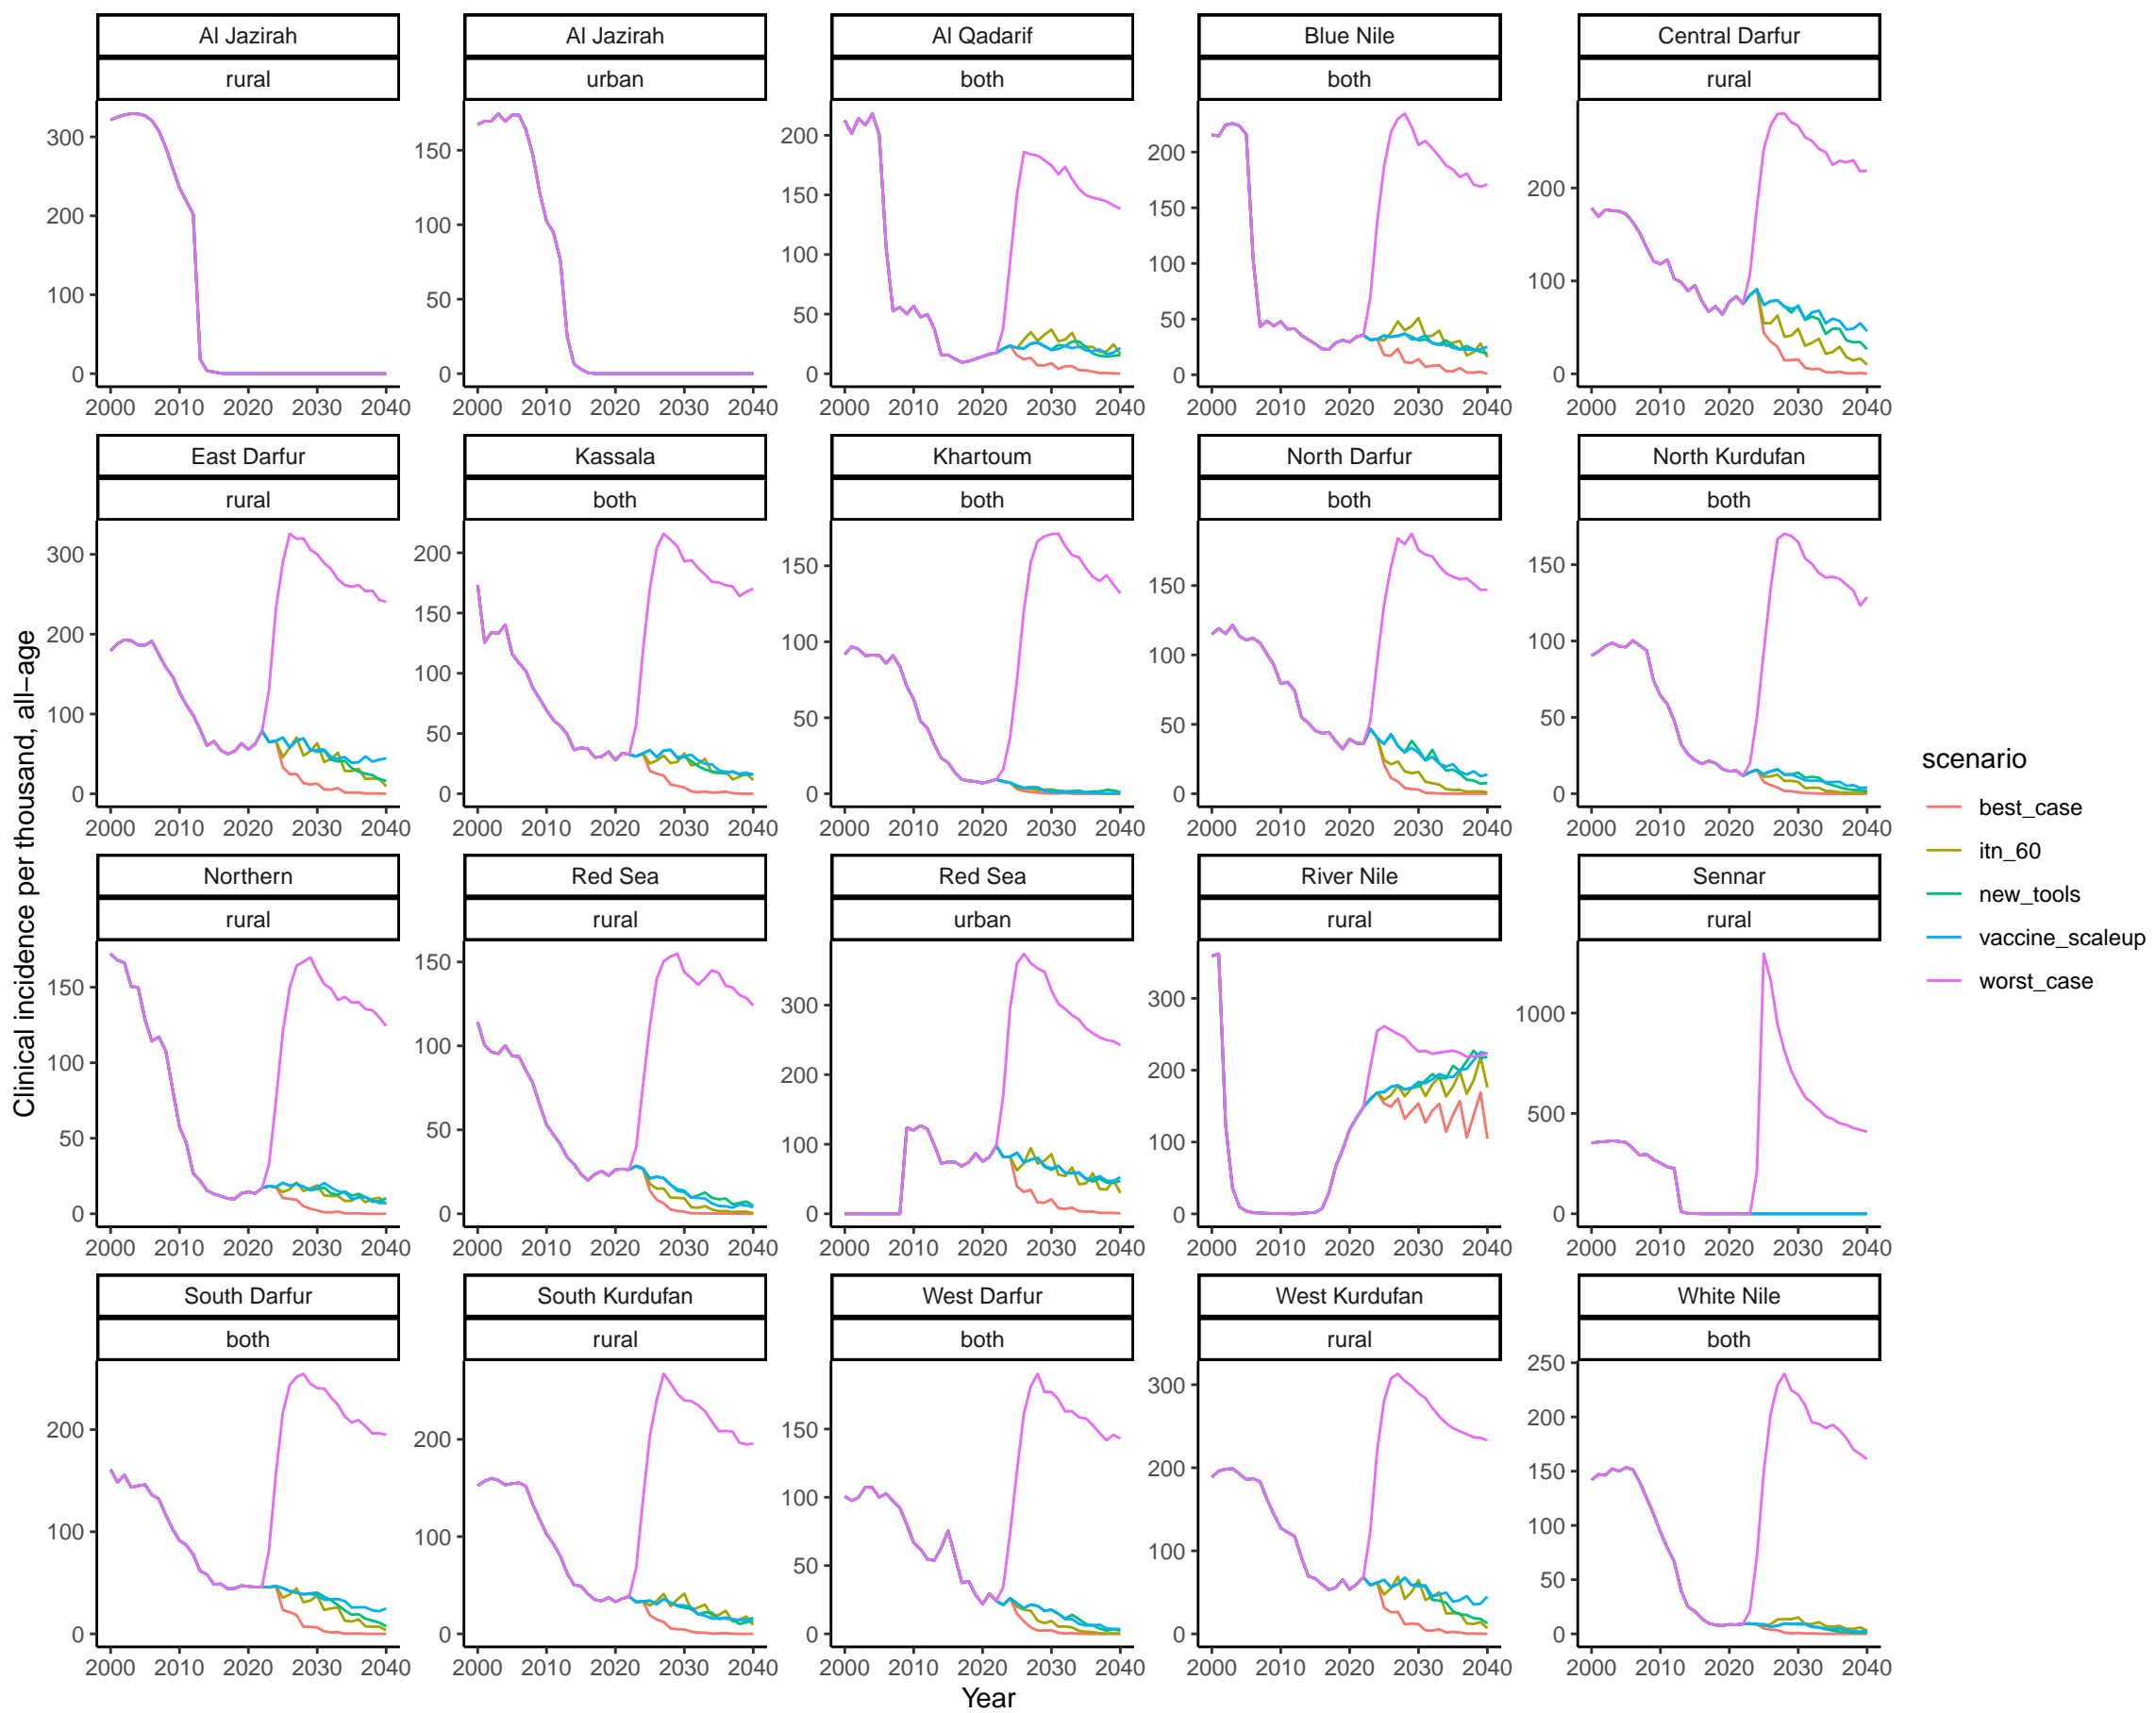 Al Jazirah
rural
Al Jazirah
urban
Al Qadarif
both
Blue Nile
both
Central Darfur
rural
300
200
100
0
2000 2010 2020 2030 2040
150
100
50
0
2000 2010 2020 2030 2040
200
150
100
50
0
2000 2010 2020 2030 2040
200
150
100
50
0
2000 2010 2020 2030 2040
200
100
0
2000 2010 2020 2030 2040
East Darfur
rural
Kassala
both
Khartoum
both
North Darfur
both
North Kurdufan
both
300
200
100
0
2000 2010 2020 2030 2040
200
150
100
50
0
2000 2010 2020 2030 2040
150
100
50
0
2000 2010 2020 2030 2040
150
100
50
0
2000 2010 2020 2030 2040
150
100
50
0
2000 2010 2020 2030 2040
Northern
rural
Red Sea
rural
Red Sea
urban
River Nile
rural
Sennar
rural
150
100
50
0
2000 2010 2020 2030 2040
150
100
50
0
2000 2010 2020 2030 2040
300
200
100
0
2000 2010 2020 2030 2040
300
200
100
0
2000 2010 2020 2030 2040
1000
500
0
2000 2010 2020 2030 2040
South Darfur
both
South Kurdufan
rural
West Darfur
both
West Kurdufan
rural
White Nile
both
200
100
0
2000 2010 2020 2030 2040
200
100
0
2000 2010 2020 2030 2040
150
100
50
0
2000 2010 2020 2030 2040
300
200
100
0
2000 2010 2020 2030 2040
250
200
150
100
50
0
2000 2010 2020 2030 2040
Year
Clinical incidence per thousand, all−age
scenario
best_case
itn_60
new_tools
vaccine_scaleup
worst_case